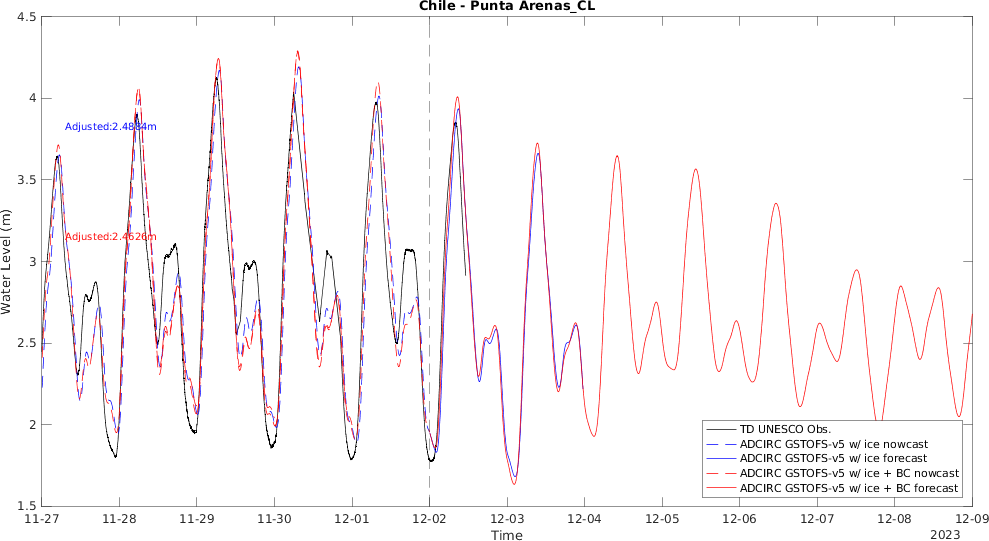 Chile - Punta Arenas_CL
4.5
4
3.5
3
2.5
2
1.5
Water Level (m)
Adjusted:2.4884m
Adjusted:2.4626m
TD UNESCO Obs.
ADCIRC GSTOFS-v5 w/ ice nowcast
ADCIRC GSTOFS-v5 w/ ice forecast
ADCIRC GSTOFS-v5 w/ ice + BC nowcast
ADCIRC GSTOFS-v5 w/ ice + BC forecast
11-27 11-28 11-29 11-30 12-01 12-02 12-03 12-04 12-05 12-06 12-07 12-08 12-09
Time
2023